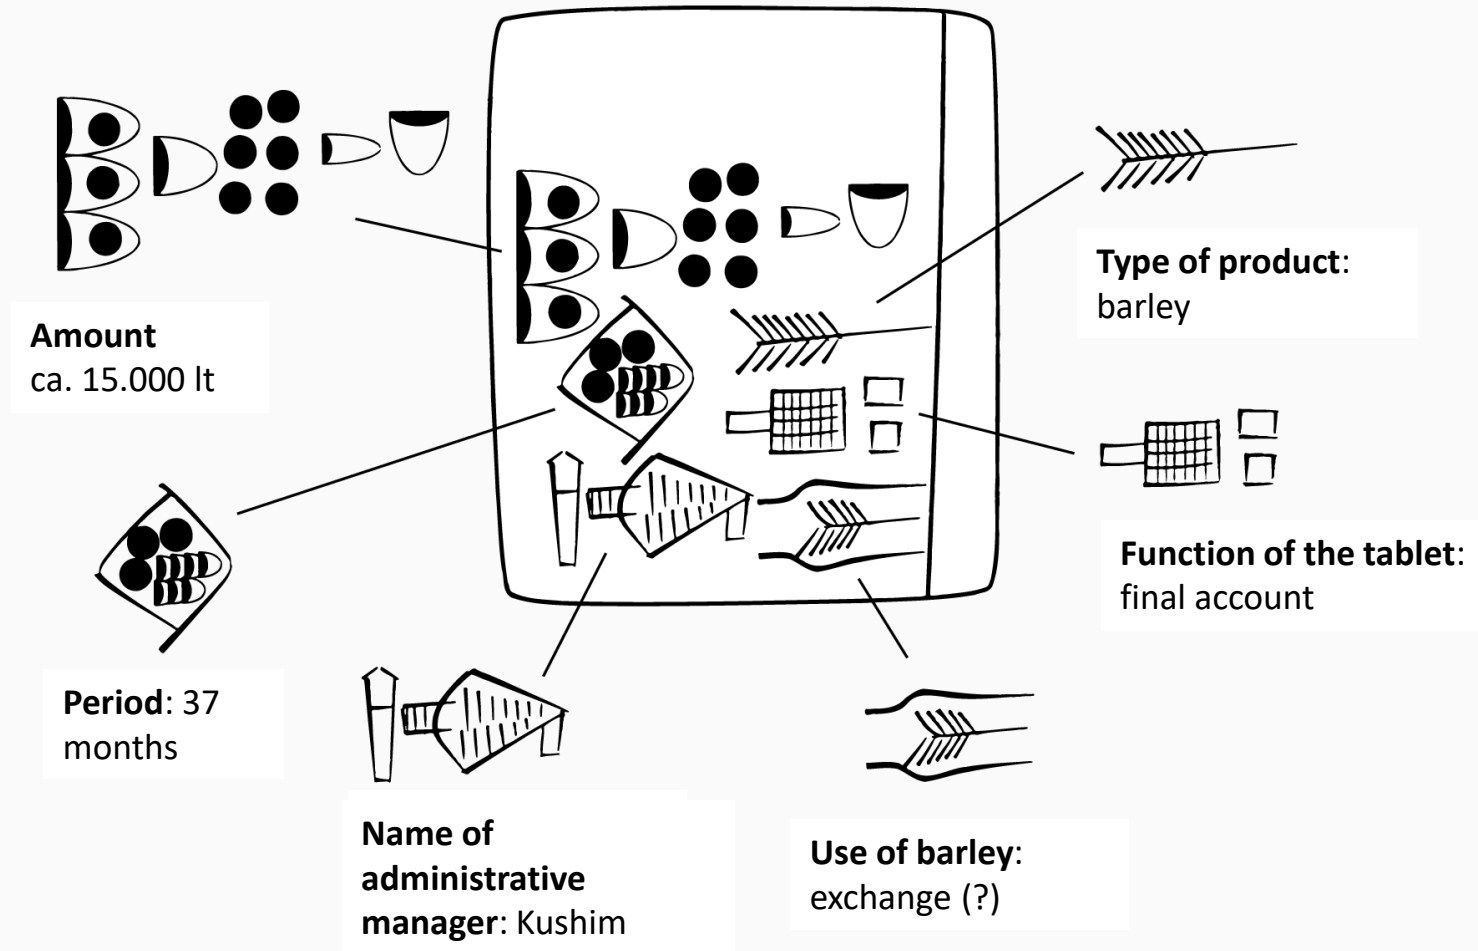 Amount
ca. 15.000 lt
Type of product:
barley
Function of the tablet:
final account
Period: 37
months
Name of
administrative
manager: Kushim
Use of barley:
exchange (?)